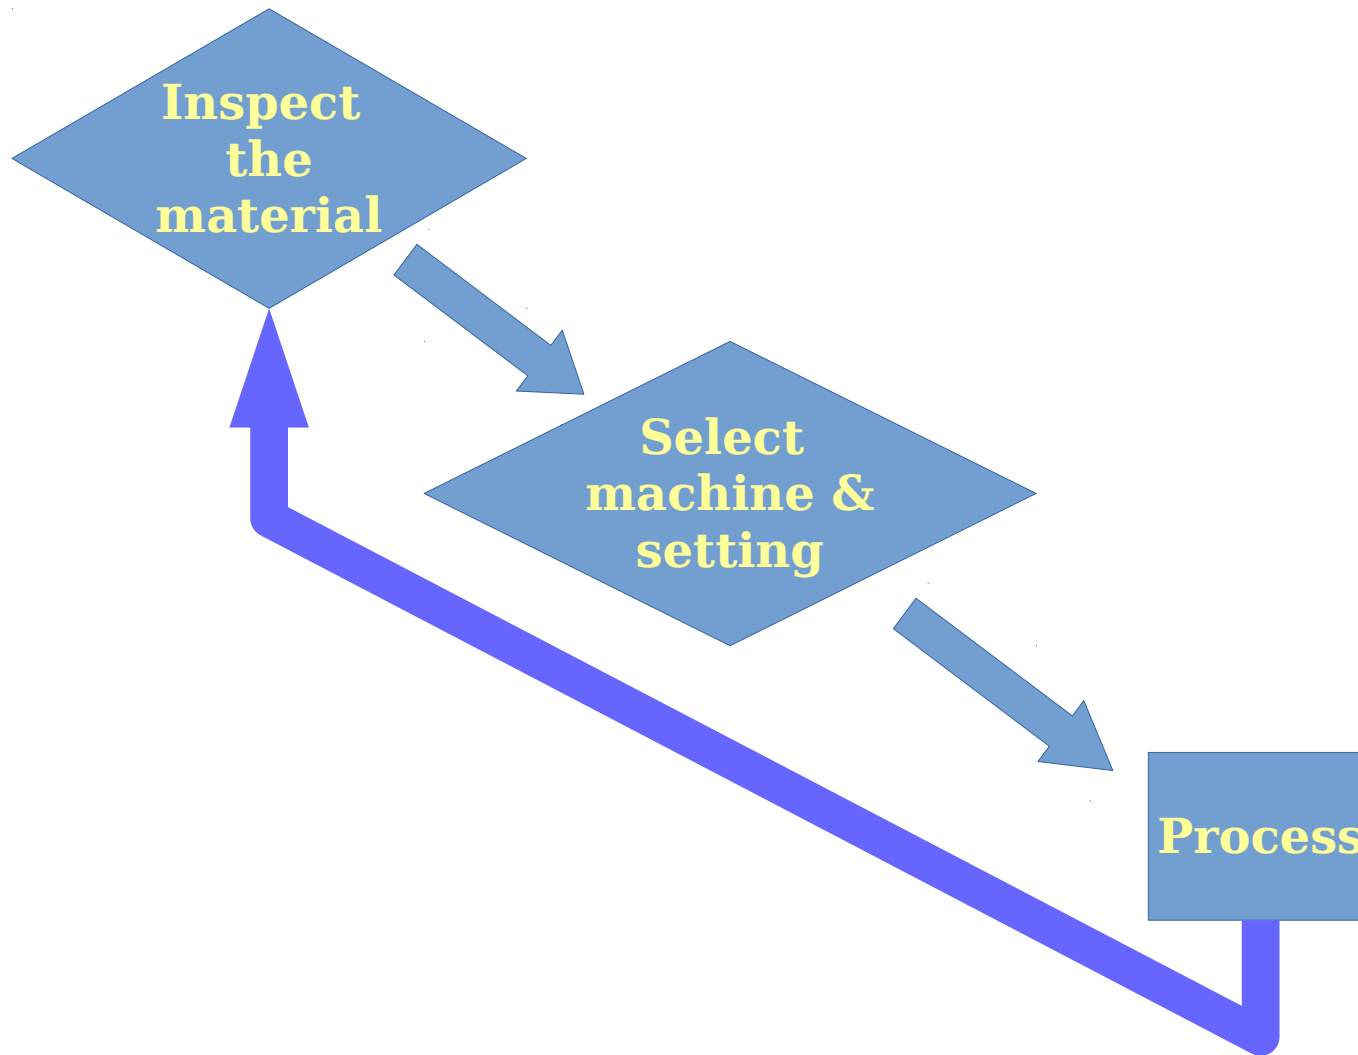 Inspect
the
material
Select
machine &
setting
Process